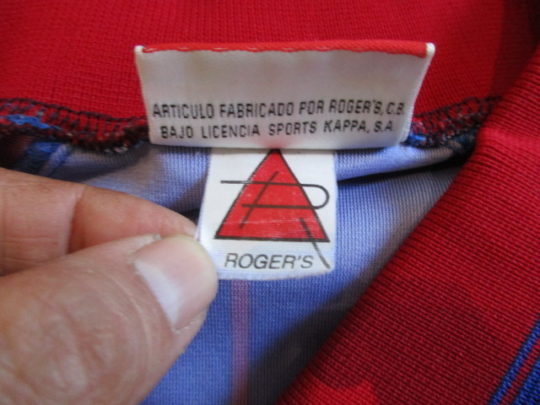 ARTICULO FABRICADO POR ROGER'S, C.B.
BAJO LICENCIA SPORTS KAPPA, S.A.
ROGER'S